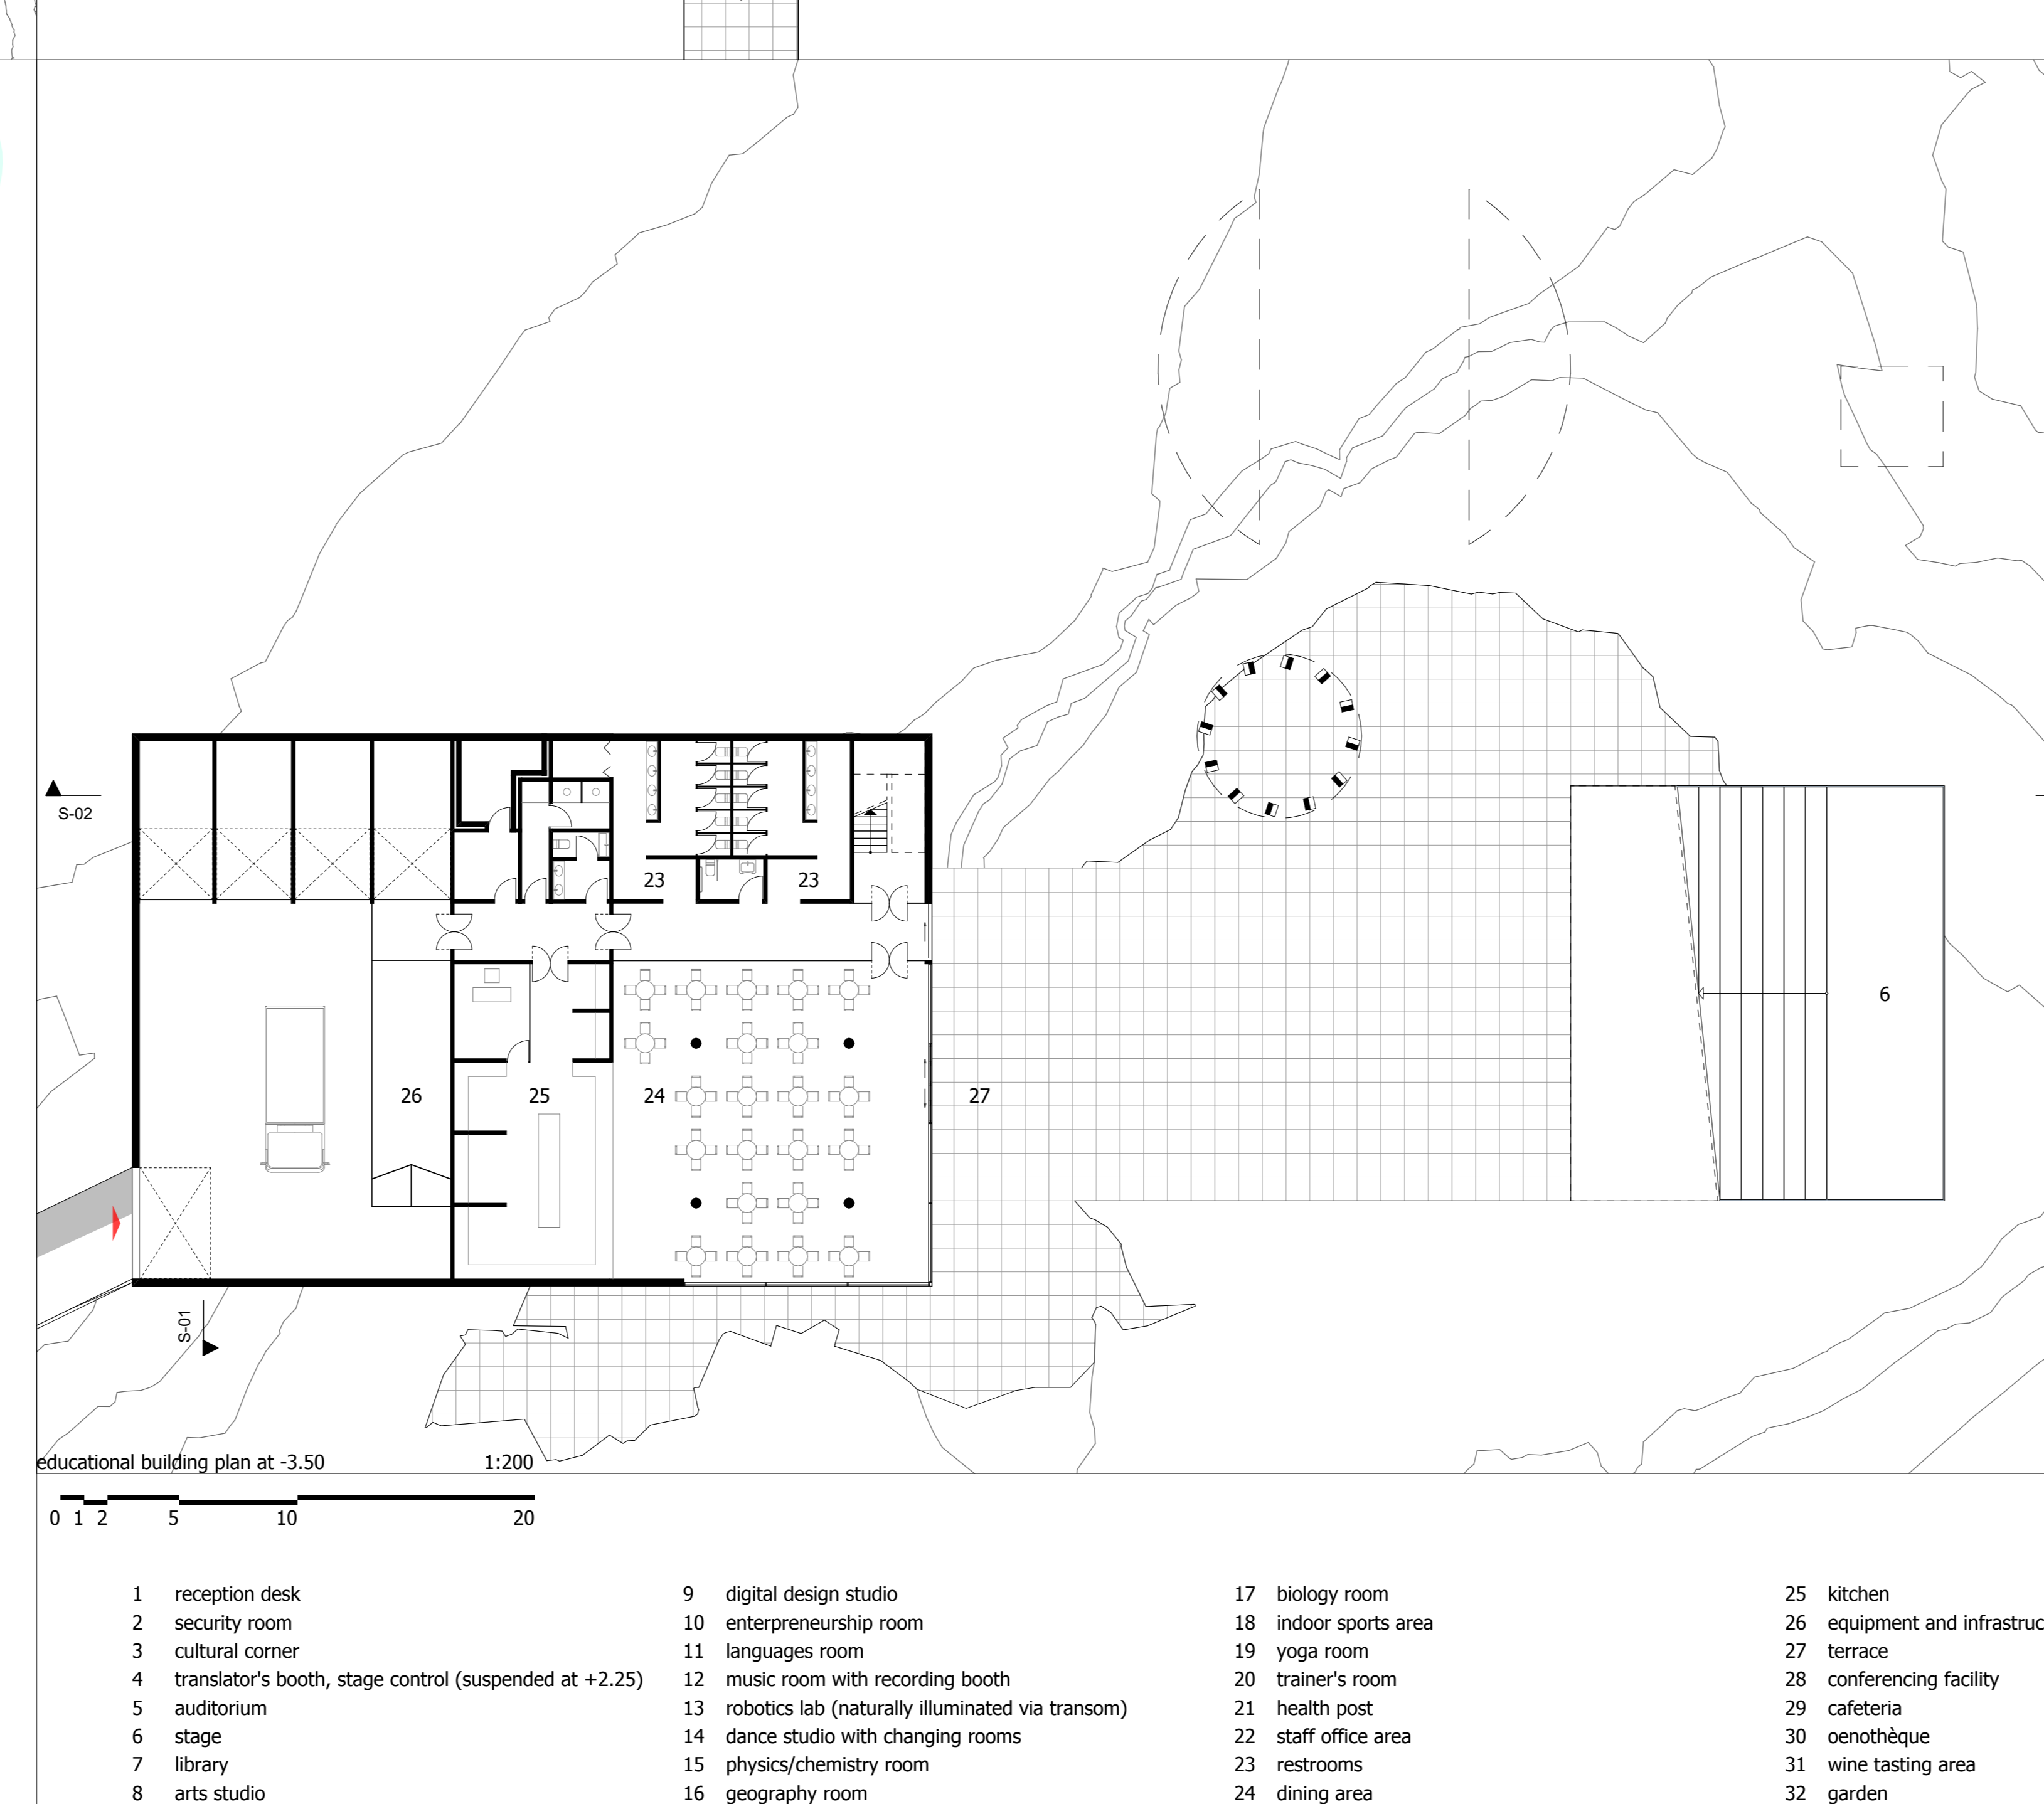 S-02
23 23
6
26 25 24 27
S-01
educational building plan at -3.50 1:200
0 1 2 5 10 20
1 reception desk
2 security room
3 cultural corner
4 translator's booth, stage control (suspended at +2.25)
5 auditorium
6 stage
7 library
8 arts studio
9 digital design studio
10 enterpreneurship room
11 languages room
12 music room with recording booth
13 robotics lab (naturally illuminated via transom)
14 dance studio with changing rooms
15 physics/chemistry room
16 geography room
17 biology room
18 indoor sports area
19 yoga room
20 trainer's room
21 health post
22 staff office area
23 restrooms
24 dining area
25 kitchen
26 equipment and infrastruc
27 terrace
28 conferencing facility
29 cafeteria
30 oenothèque
31 wine tasting area
32 garden